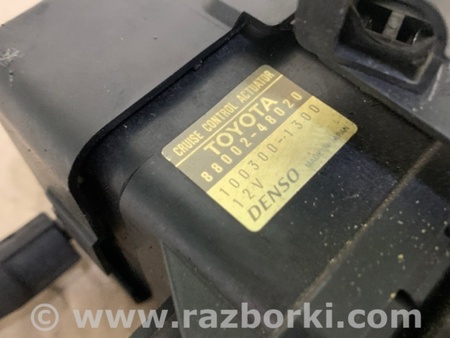 CRUISE CONTROL ACTUATOR
TOYOTA
88002-48020
100300-1300
12V
DENSO
www.razborki.com